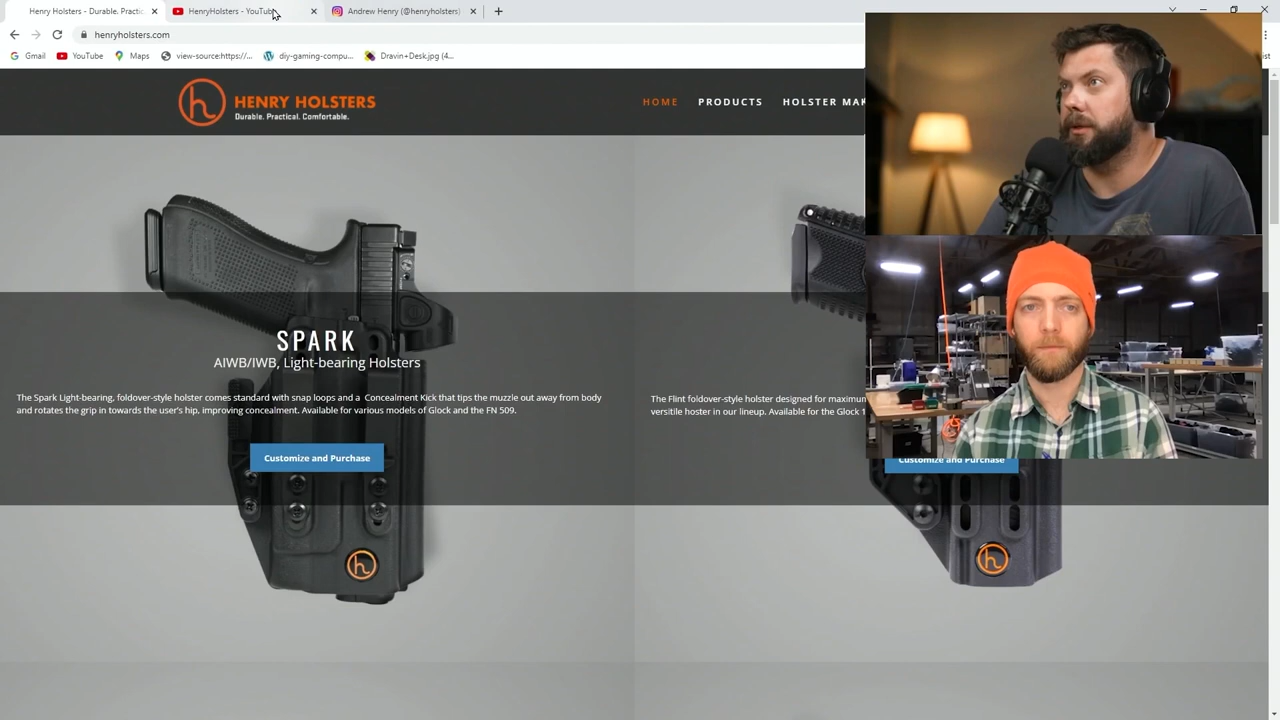 Henry Holsters - Durable, Practic
HenryHolsters - YouTube
Andrew Henry (@henryholsters)
henryholsters.com
Gmail
YouTube
Maps
view-source:https://...
diy-gaming-compu...
Dravin+Desk.jpg (4...
ist
HENRY HOLSTERS
Durable. Practical. Comfortable.
HOME
PRODUCTS
HOLSTER MAK
SPARK
AIWB/IWB, Light-bearing Holsters
The Spark Light-bearing, foldover-style holster comes standard with snap loops and a Concealment Kick that tips the muzzle out away from body
and rotates the grip in towards the user's hip, improving concealment. Available for various models of Glock and the FN 509.
Customize and Purchase
The Flint foldover-style holster designed for maximum
versitile hoster in our lineup. Available for the Glock 1
Customize and Purchase
h
h